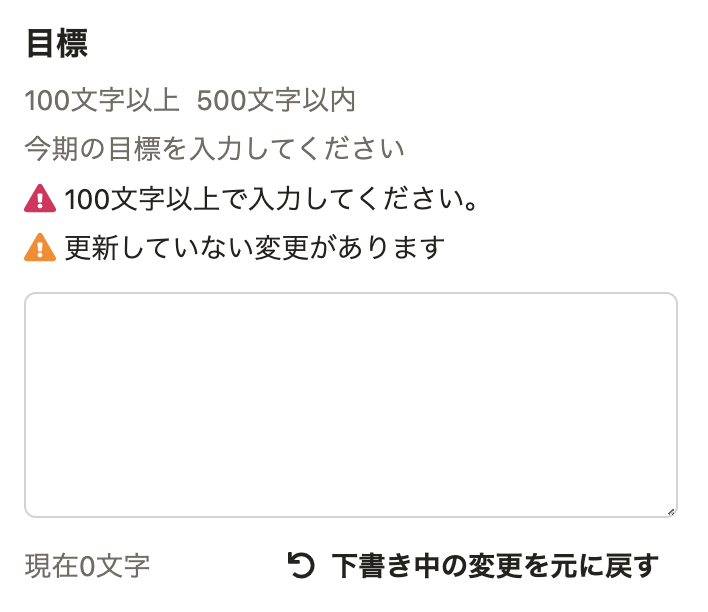 目標
100文字以上 500文字以内
今期の目標を入力してください
100文字以上で入力してください。
更新していない変更があります
現在0文字
下書き中の変更を元に戻す